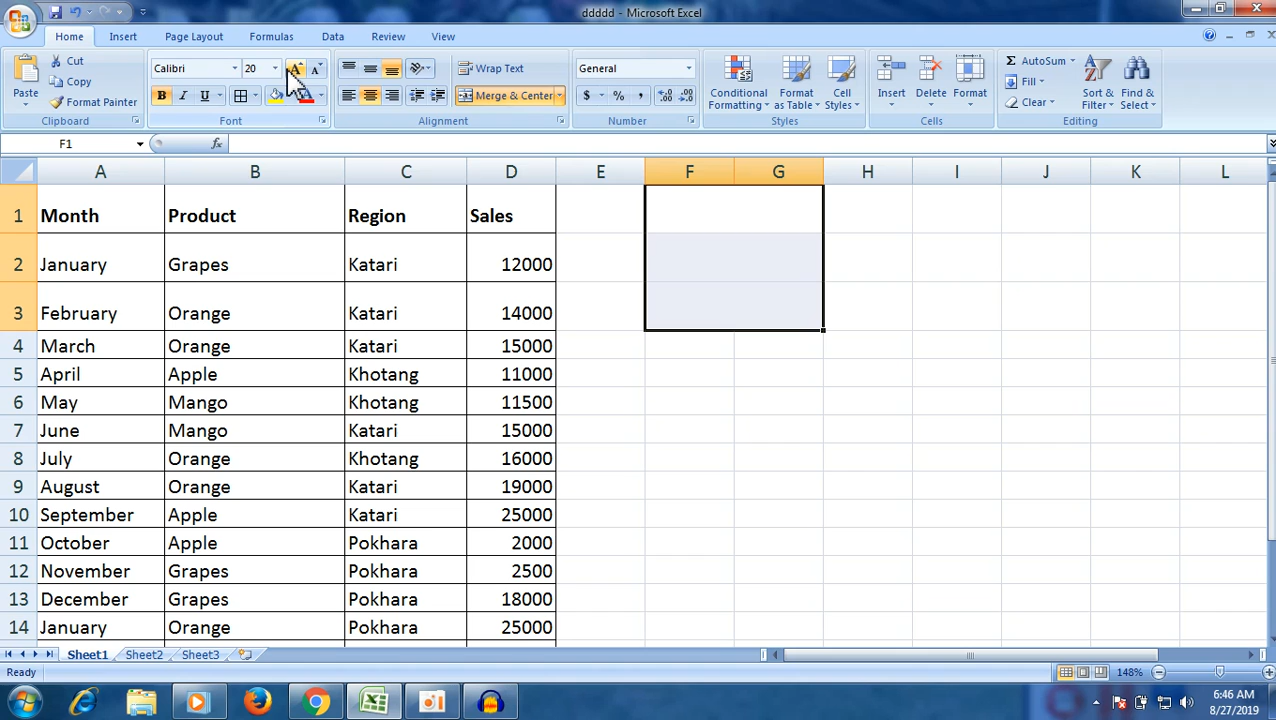 ddddd - Microsoft Excel
Home Insert Page Layout Formulas Data Review View
Paste Cut Copy Format Painter Clipboard
Calibri 20 A A B I U A Font
Wrap Text Merge & Center Alignment
General $ % , .0 .00 .00 .0 Number
Conditional Formatting Format as Table Cell Styles Styles
Insert Delete Format Cells
Σ AutoSum Fill Clear Sort & Filter Find & Select Editing
F1 fx
A B C D E F G H I J K L
1 Month Product Region Sales
2 January Grapes Katari 12000
3 February Orange Katari 14000
4 March Orange Katari 15000
5 April Apple Khotang 11000
6 May Mango Khotang 11500
7 June Mango Katari 15000
8 July Orange Khotang 16000
9 August Orange Katari 19000
10 September Apple Katari 25000
11 October Apple Pokhara 2000
12 November Grapes Pokhara 2500
13 December Grapes Pokhara 18000
14 January Orange Pokhara 25000
Sheet1 Sheet2 Sheet3
Ready 148%
6:46 AM
8/27/2019